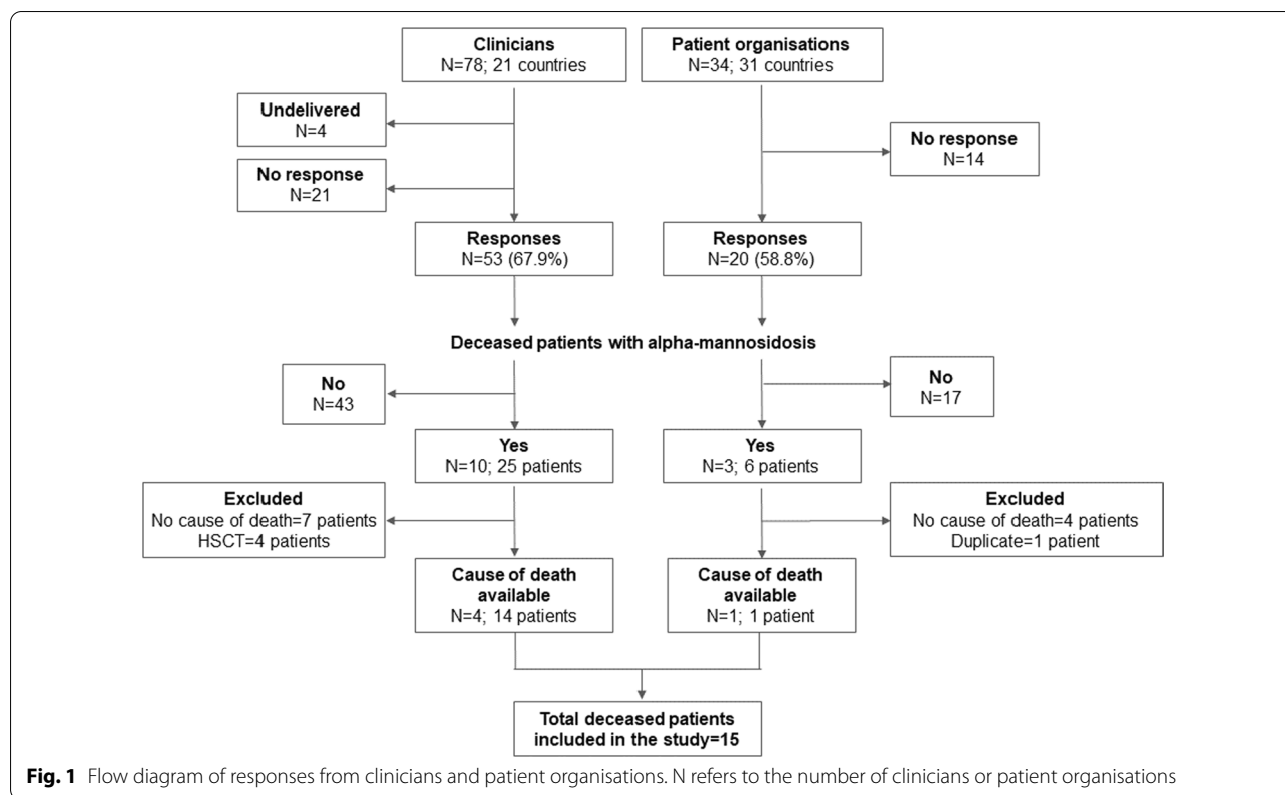 Clinicians
N=78; 21 countries
Patient organisations
N=34; 31 countries
Undelivered
N=4
No response
N=21
No response
N=14
Responses
N=53 (67.9%)
Responses
N=20 (58.8%)
Deceased patients with alpha-mannosidosis
No
N=43
No
N=17
Yes
N=10; 25 patients
Yes
N=3; 6 patients
Excluded
No cause of death=7 patients
HSCT=4 patients
Excluded
No cause of death=4 patients
Duplicate=1 patient
Cause of death
available
N=4; 14 patients
Cause of death
available
N=1; 1 patient
Total deceased patients
included in the study=15
Fig. 1 Flow diagram of responses from clinicians and patient organisations. N refers to the number of clinicians or patient organisations